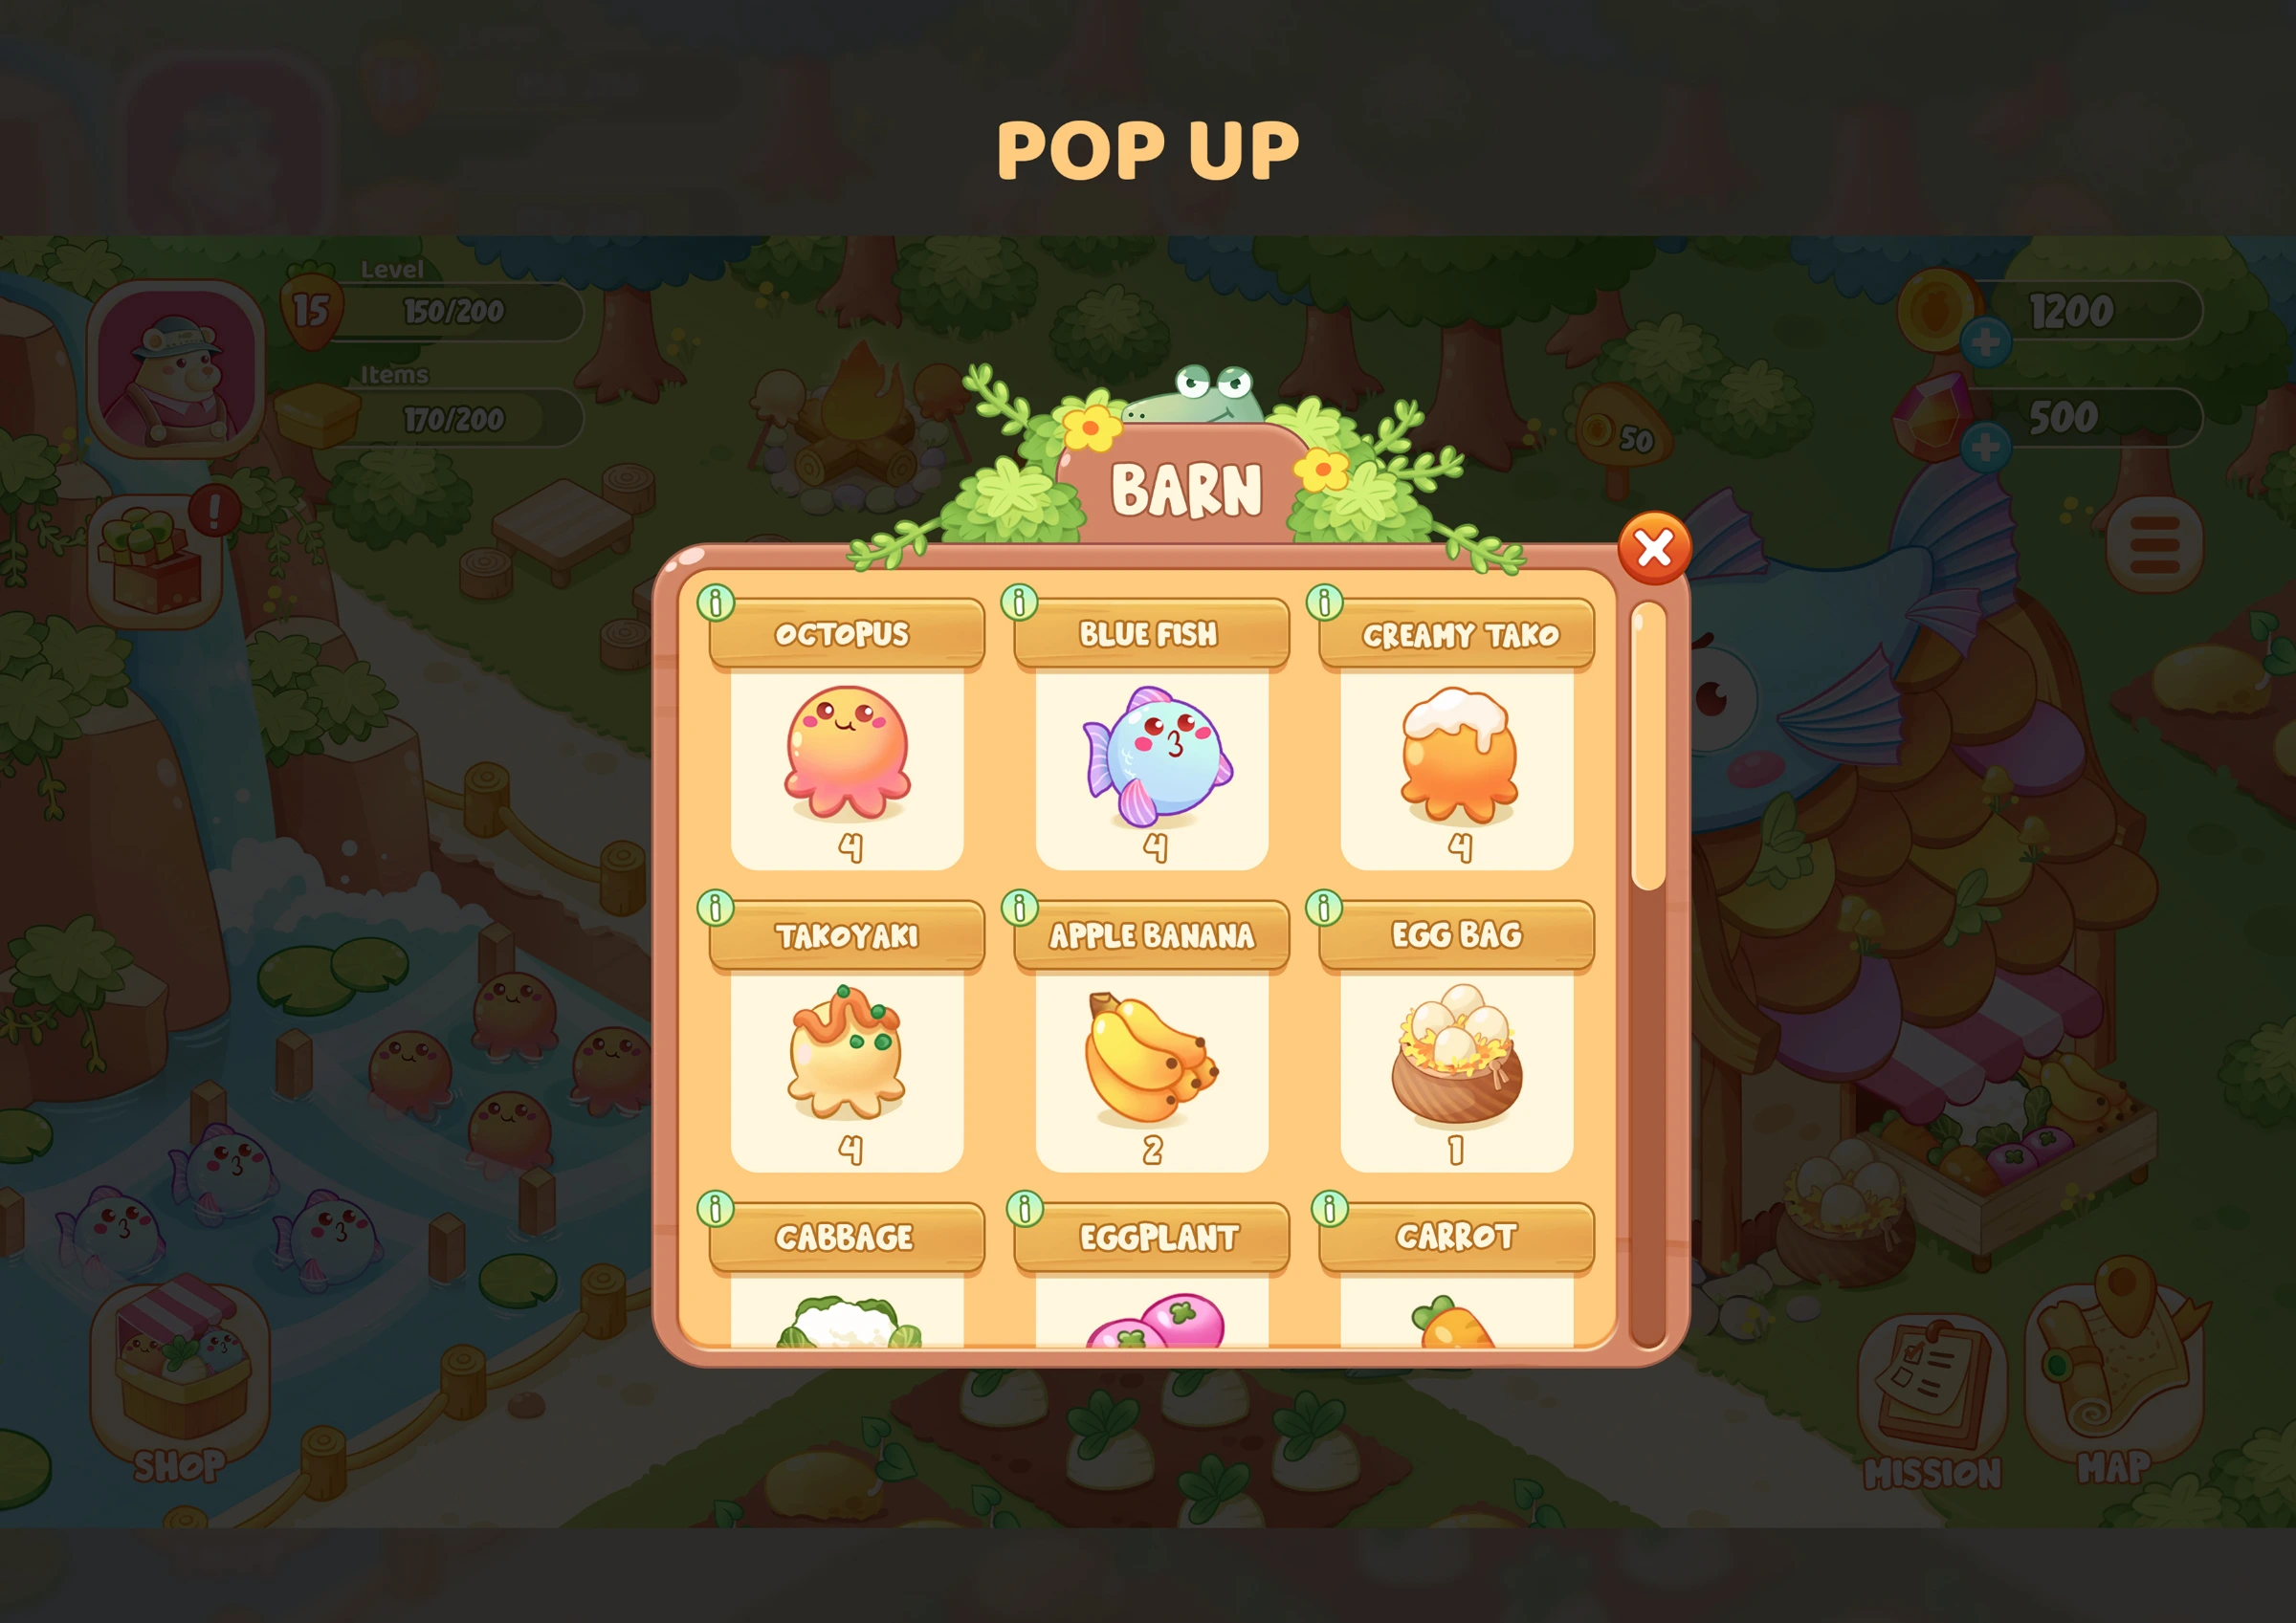 POP UP
Level
15
150/200
Items
170/200
1200
500
50
!
BARN
OCTOPUS
BLUE FISH
CREAMY TAKO
4
4
4
TAKOYAKI
APPLE BANANA
EGG BAG
4
2
1
CABBAGE
EGGPLANT
CARROT
SHOP
MISSION
MAP